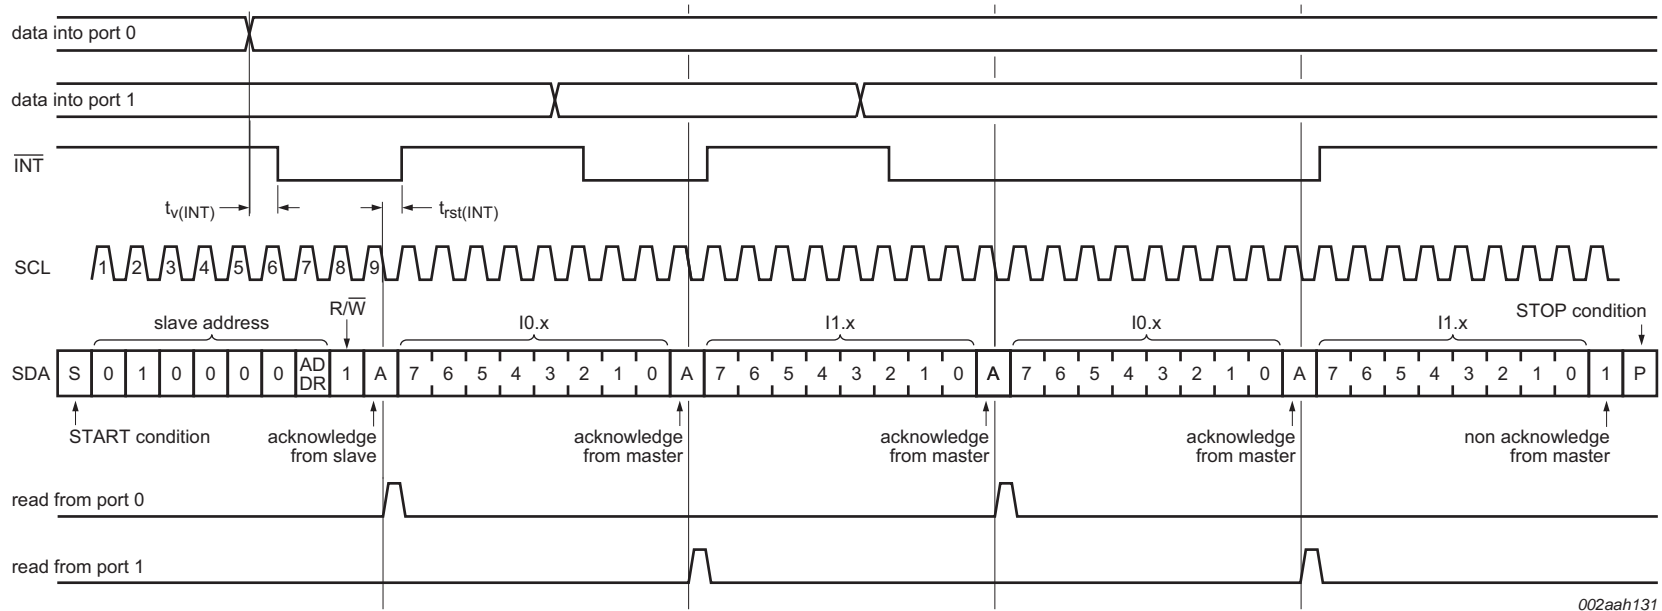 data into port 0
data into port 1
INT
tv(INT)
trst(INT)
SCL
1 2 3 4 5 6 7 8 9
R/W
STOP condition
slave address
I0.x
I1.x
I0.x
I1.x
SDA
S 0 1 0 0 0 0 AD DR 1 A 7 6 5 4 3 2 1 0 A 7 6 5 4 3 2 1 0 A 7 6 5 4 3 2 1 0 A 7 6 5 4 3 2 1 0 1 P
START condition
acknowledge
from slave
acknowledge
from master
acknowledge
from master
acknowledge
from master
non acknowledge
from master
read from port 0
read from port 1
002aah131